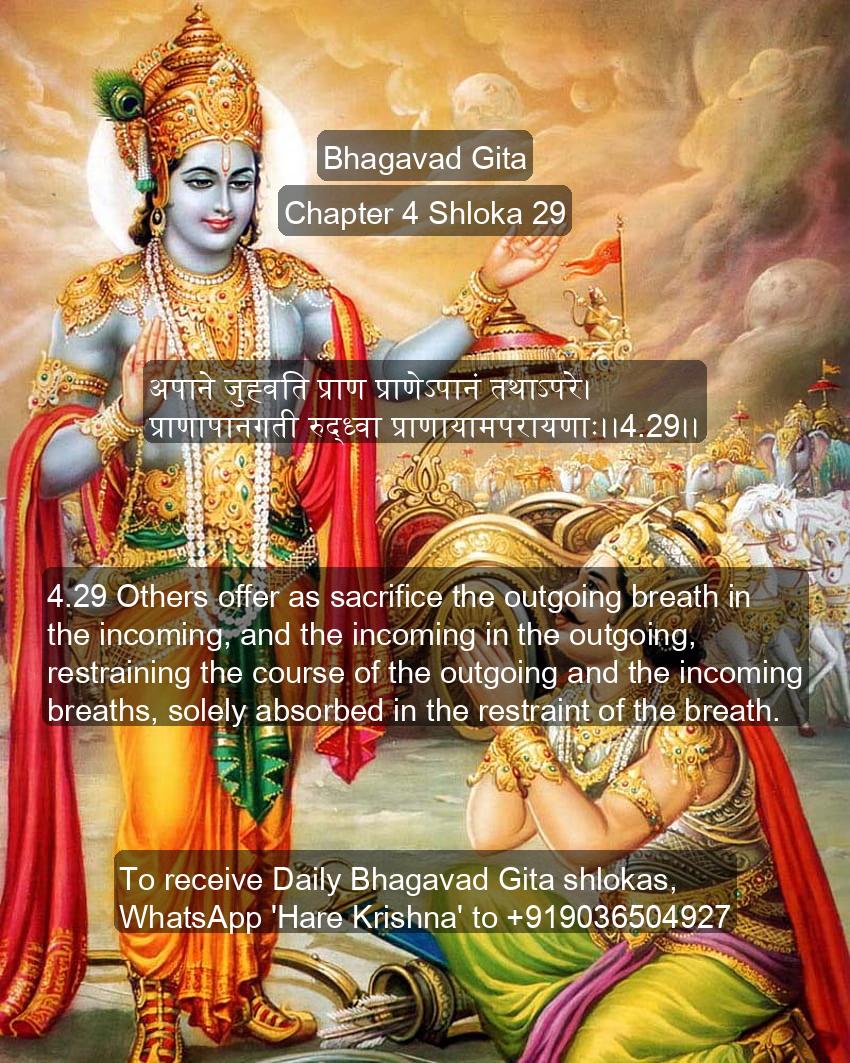 Bhagavad Gita
Chapter 4 Shloka 29
अपाने जुह्वति प्राण प्राणेऽपानं तथाऽपरे।
प्राणापानगती रुद्ध्वा प्राणायामपरायणाः।।4.29।।
4.29 Others offer as sacrifice the outgoing breath in
the incoming, and the incoming in the outgoing,
restraining the course of the outgoing and the incoming
breaths, solely absorbed in the restraint of the breath.
To receive Daily Bhagavad Gita shlokas,
WhatsApp 'Hare Krishna' to +919036504927